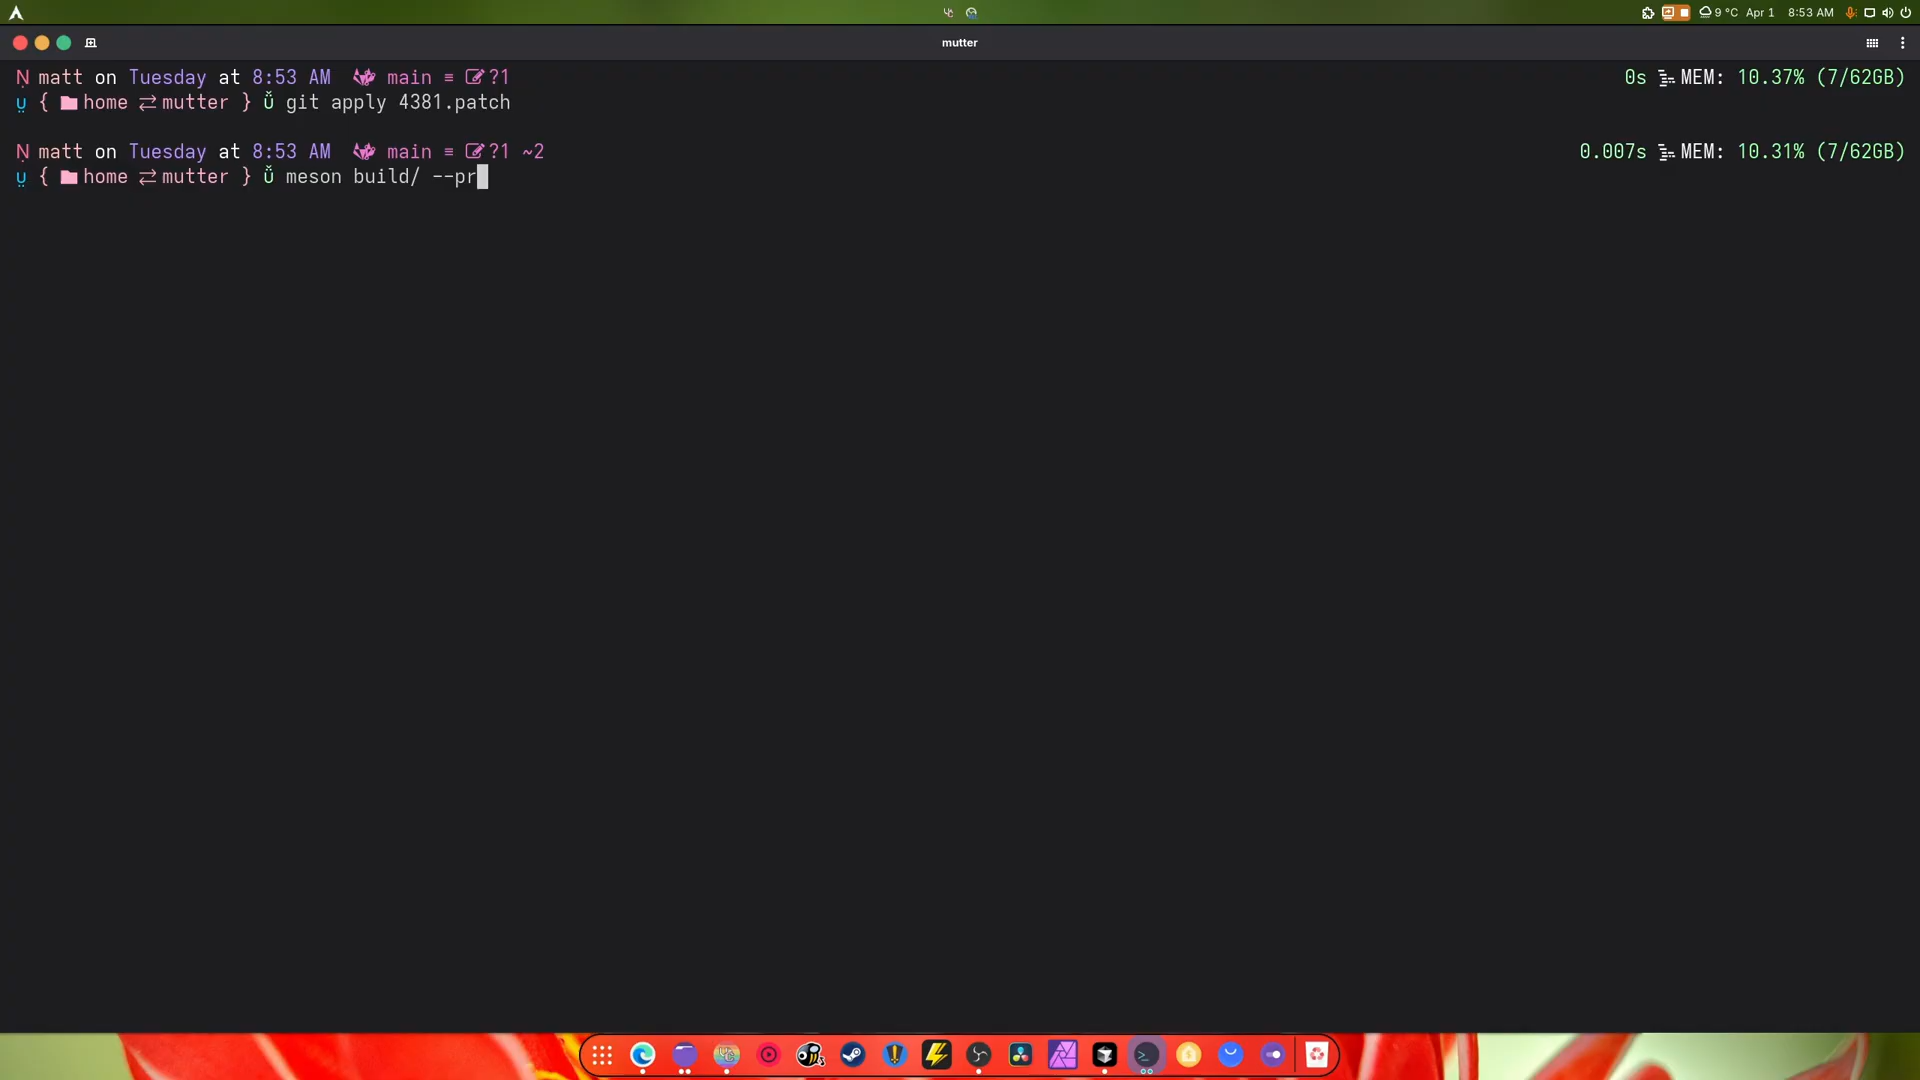 9 °C Apr 1 8:53 AM
mutter
N matt on Tuesday at 8:53 AM main ≡ ?1 0s MEM: 10.37% (7/62GB)
{ home ⇄ mutter } git apply 4381.patch
N matt on Tuesday at 8:53 AM main ≡ ?1 ~2 0.007s MEM: 10.31% (7/62GB)
{ home ⇄ mutter } meson build/ --pr